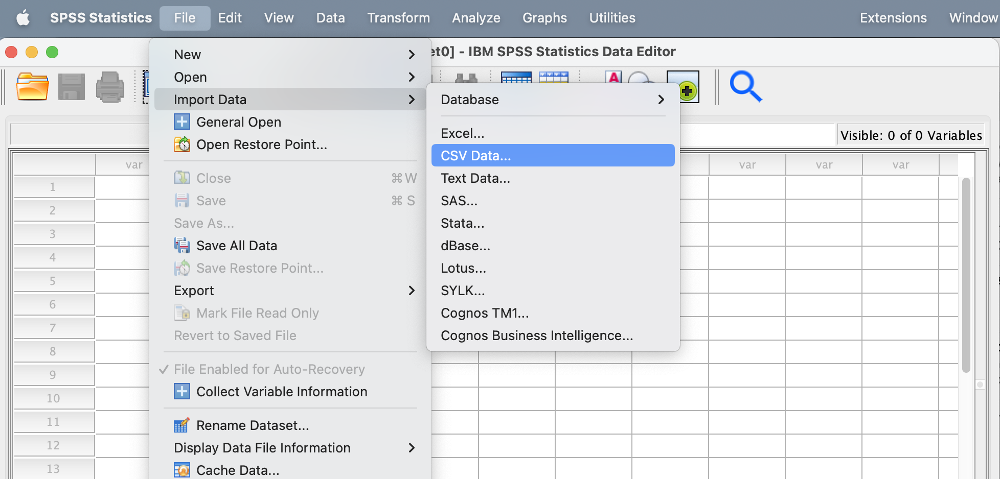 SPSS Statistics File Edit View Data Transform Analyze Graphs Utilities Extensions Window
et0] - IBM SPSS Statistics Data Editor
New
Open
Import Data
General Open
Open Restore Point...
Close ⌘W
Save ⌘ S
Save As...
Save All Data
Save Restore Point...
Export
Mark File Read Only
Revert to Saved File
✓ File Enabled for Auto-Recovery
Collect Variable Information
Rename Dataset...
Display Data File Information
Cache Data...
A
Database
Excel...
CSV Data...
Text Data...
SAS...
Stata...
dBase...
Lotus...
SYLK...
Cognos TM1...
Cognos Business Intelligence...
Visible: 0 of 0 Variables
var var var var
1
2
3
4
5
6
7
8
9
10
11
12
13